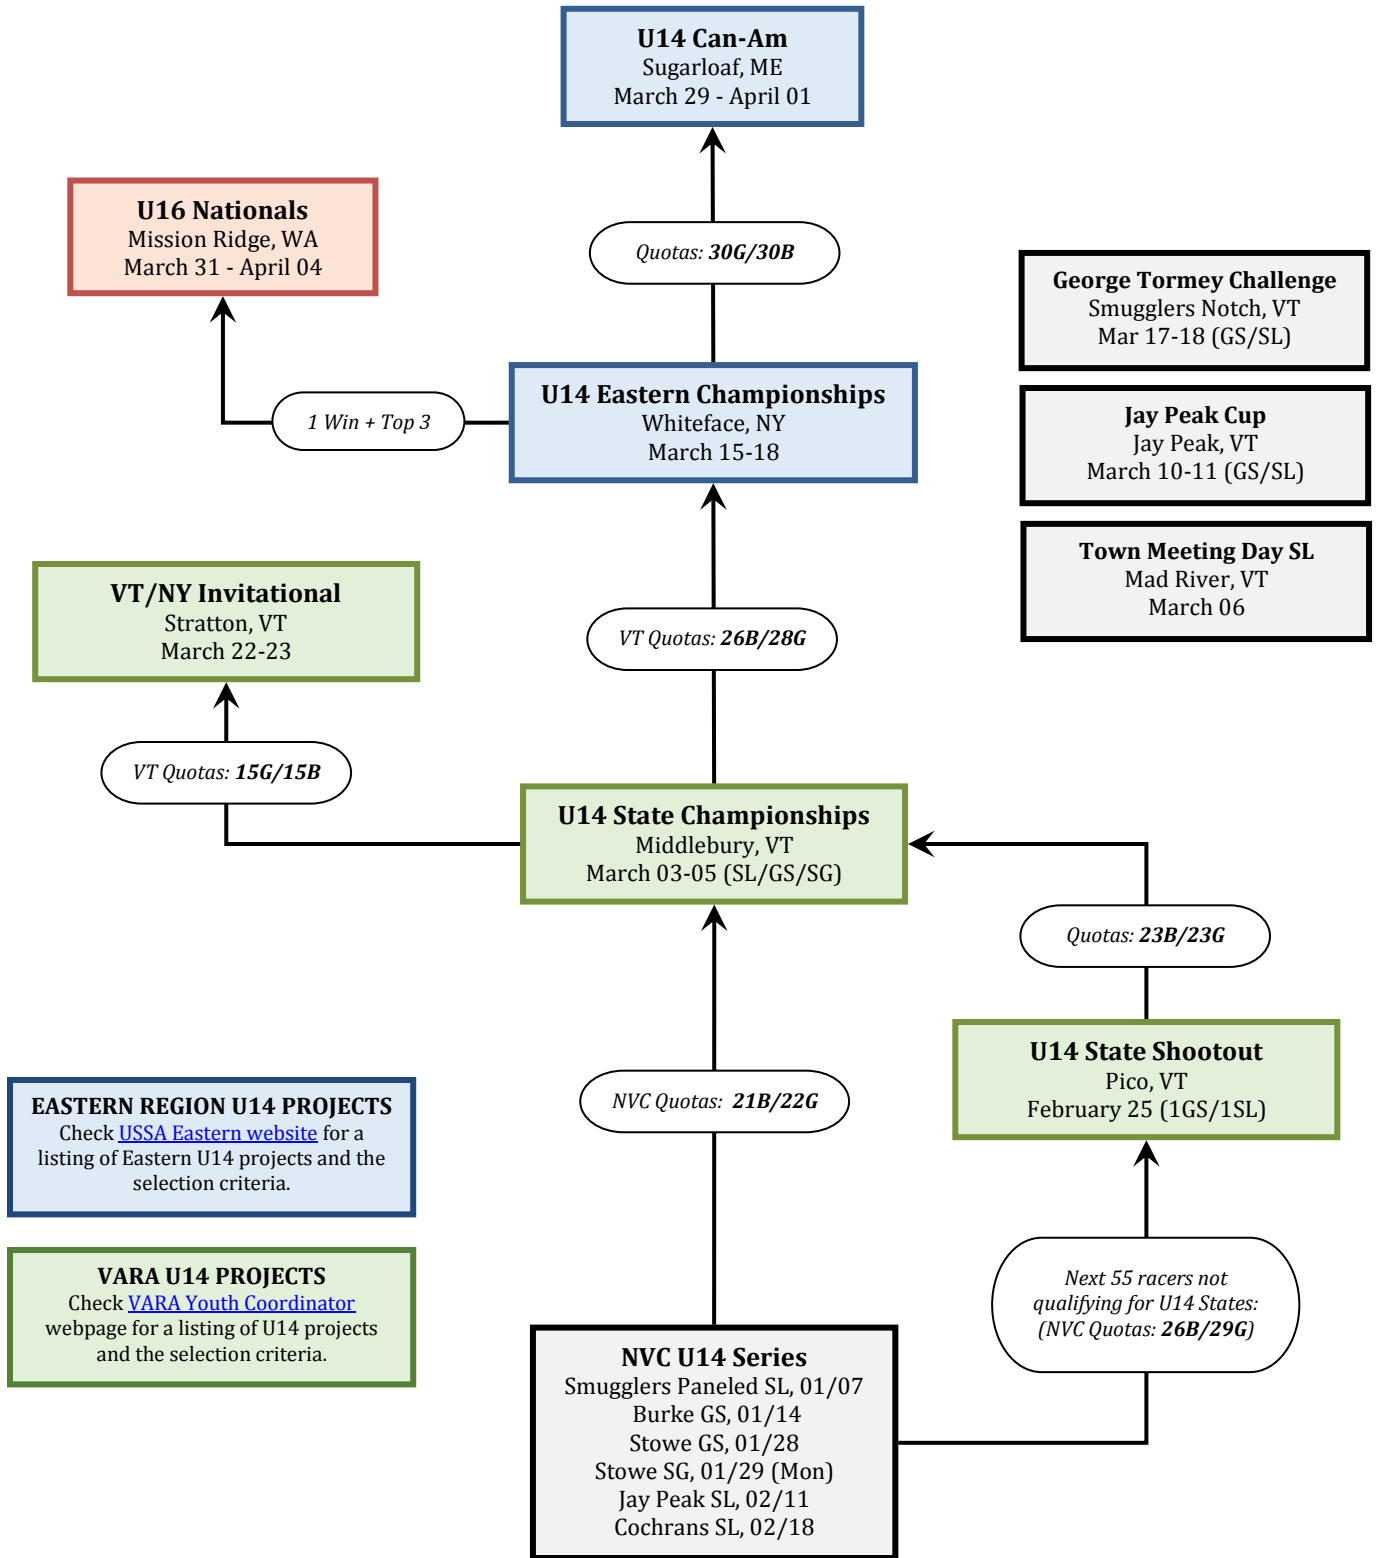 U14 Can-Am
Sugarloaf, ME
March 29 - April 01
U16 Nationals
Mission Ridge, WA
March 31 - April 04
Quotas: 30G/30B
George Tormey Challenge
Smugglers Notch, VT
Mar 17-18 (GS/SL)
U14 Eastern Championships
Whiteface, NY
March 15-18
1 Win + Top 3
Jay Peak Cup
Jay Peak, VT
March 10-11 (GS/SL)
Town Meeting Day SL
Mad River, VT
March 06
VT/NY Invitational
Stratton, VT
March 22-23
VT Quotas: 26B/28G
VT Quotas: 15G/15B
U14 State Championships
Middlebury, VT
March 03-05 (SL/GS/SG)
Quotas: 23B/23G
U14 State Shootout
Pico, VT
February 25 (1GS/1SL)
NVC Quotas: 21B/22G
EASTERN REGION U14 PROJECTS
Check USSA Eastern website for a
listing of Eastern U14 projects and the
selection criteria.
VARA U14 PROJECTS
Check VARA Youth Coordinator
webpage for a listing of U14 projects
and the selection criteria.
Next 55 racers not
qualifying for U14 States:
(NVC Quotas: 26B/29G)
NVC U14 Series
Smugglers Paneled SL, 01/07
Burke GS, 01/14
Stowe GS, 01/28
Stowe SG, 01/29 (Mon)
Jay Peak SL, 02/11
Cochrans SL, 02/18